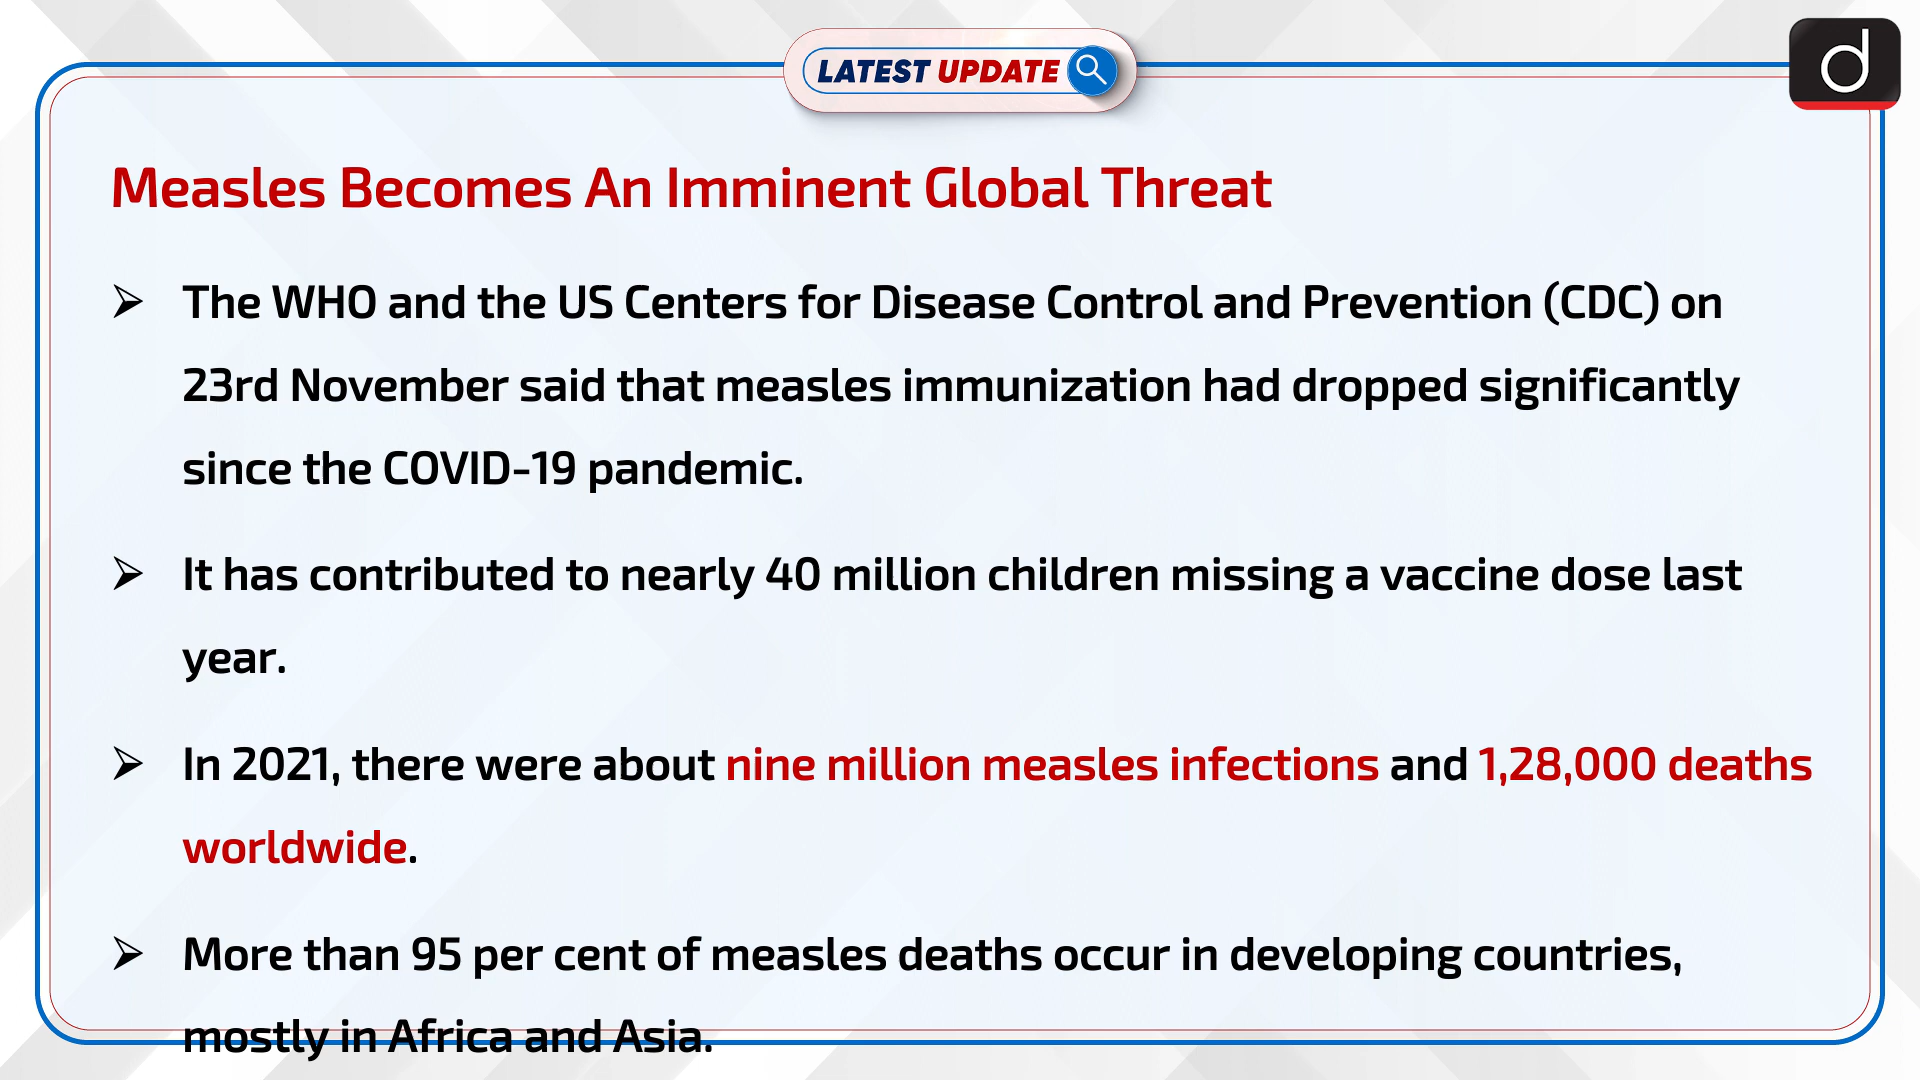 LATEST UPDATE
d
Measles Becomes An Imminent Global Threat
➢ The WHO and the US Centers for Disease Control and Prevention (CDC) on
23rd November said that measles immunization had dropped significantly
since the COVID-19 pandemic.
➢ It has contributed to nearly 40 million children missing a vaccine dose last
year.
➢ In 2021, there were about nine million measles infections and 1,28,000 deaths
worldwide.
➢ More than 95 per cent of measles deaths occur in developing countries,
mostly in Africa and Asia.